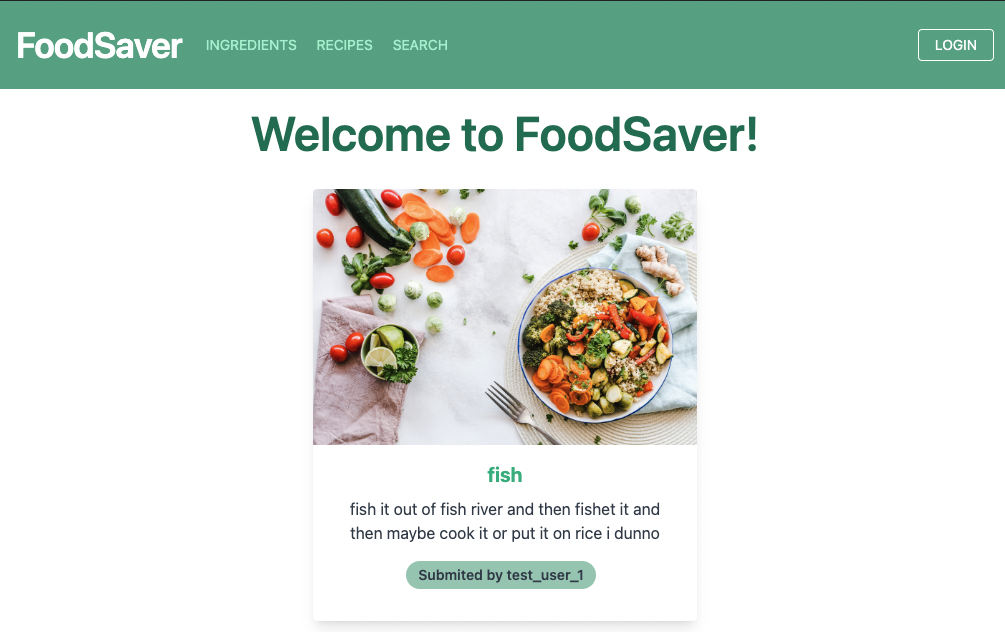 FoodSaver
INGREDIENTS
RECIPES
SEARCH
LOGIN
Welcome to FoodSaver!
fish
fish it out of fish river and then fishet it and
then maybe cook it or put it on rice i dunno
Submited by test_user_1